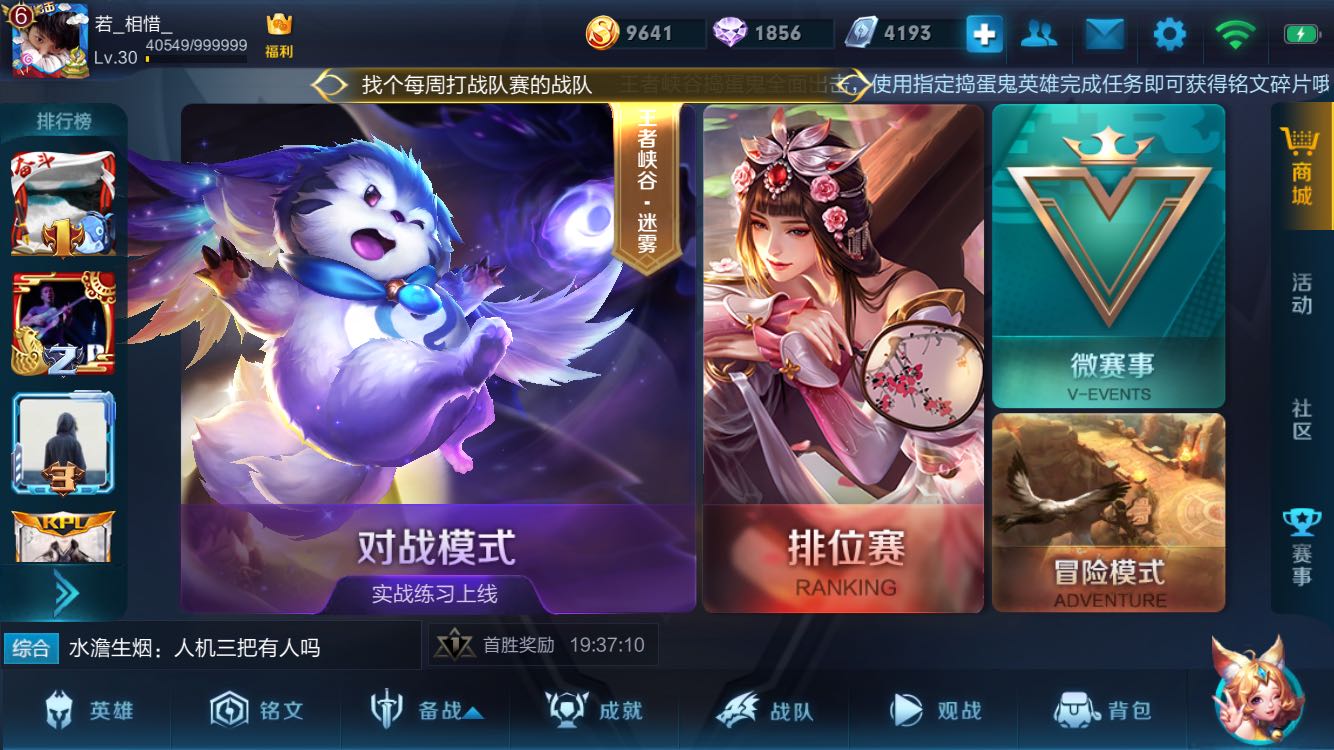 6
若_相惜_
Lv.30
40549/999999
福利
9641
1856
4193
找个每周打战队赛的战队
王者峡谷捣蛋鬼全面出击，使用指定捣蛋鬼英雄完成任务即可获得铭文碎片哦
排行榜
奋斗
1
2
3
KPL
王者峡谷·迷雾
对战模式
实战练习上线
排位赛
RANKING
微赛事
V-EVENTS
冒险模式
ADVENTURE
商城
活动
社区
赛事
综合 水澹生烟：人机三把有人吗
1 首胜奖励 19:37:10
英雄
铭文
备战
成就
战队
观战
背包